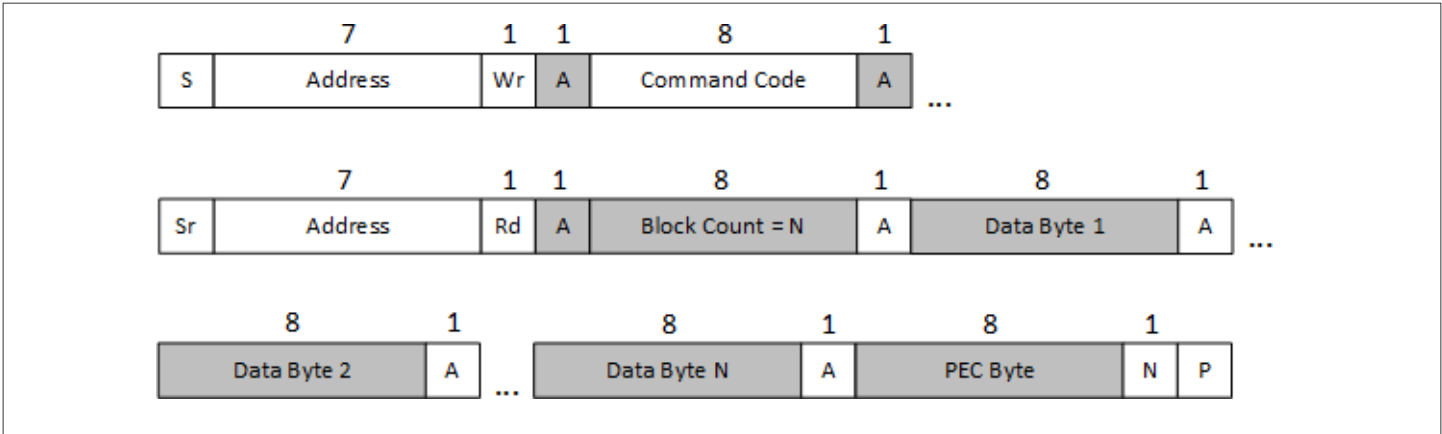 7 1 1 8 1
S Address Wr A Command Code A ...
7 1 1 8 1 8 1
Sr Address Rd A Block Count = N A Data Byte 1 A ...
8 1 8 1 8 1
Data Byte 2 A ... Data Byte N A PEC Byte N P